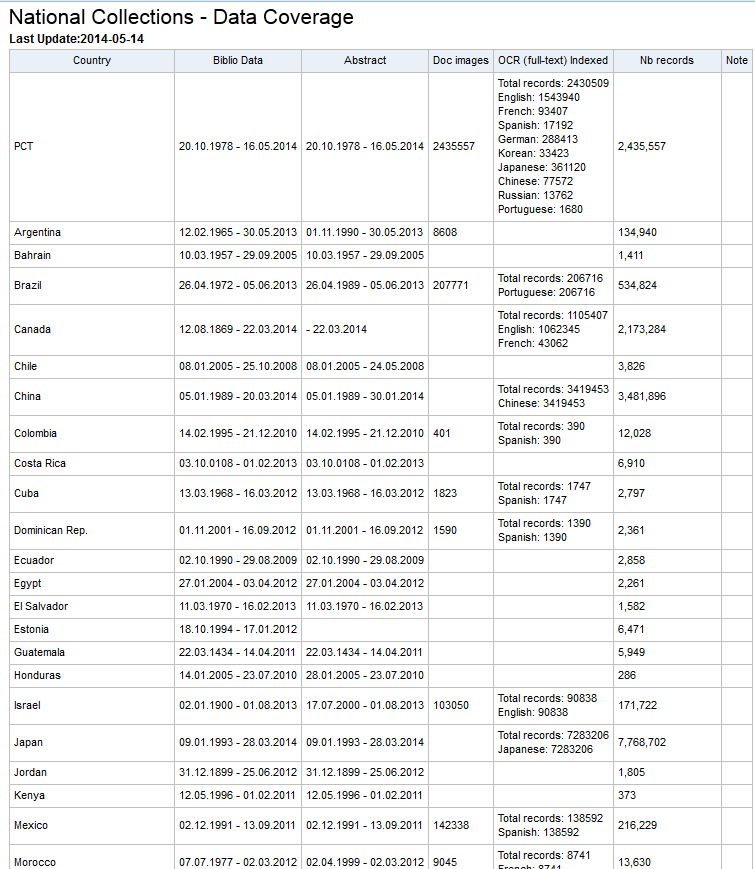 National Collections - Data Coverage
Last Update:2014-05-14
Country Biblio Data Abstract Doc images OCR (full-text) Indexed Nb records Note
PCT 20.10.1978 - 16.05.2014 20.10.1978 - 16.05.2014 2435557 Total records: 2430509
English: 1543940
French: 93407
Spanish: 17192
German: 288413
Korean: 33423
Japanese: 361120
Chinese: 77572
Russian: 13762
Portuguese: 1680 2,435,557
Argentina 12.02.1965 - 30.05.2013 01.11.1990 - 30.05.2013 8608 134,940
Bahrain 10.03.1957 - 29.09.2005 10.03.1957 - 29.09.2005 1,411
Brazil 26.04.1972 - 05.06.2013 26.04.1989 - 05.06.2013 207771 Total records: 206716
Portuguese: 206716 534,824
Canada 12.08.1869 - 22.03.2014 - 22.03.2014 Total records: 1105407
English: 1062345
French: 43062 2,173,284
Chile 08.01.2005 - 25.10.2008 08.01.2005 - 24.05.2008 3,826
China 05.01.1989 - 20.03.2014 05.01.1989 - 30.01.2014 Total records: 3419453
Chinese: 3419453 3,481,896
Colombia 14.02.1995 - 21.12.2010 14.02.1995 - 21.12.2010 401 Total records: 390
Spanish: 390 12,028
Costa Rica 03.10.0108 - 01.02.2013 03.10.0108 - 01.02.2013 6,910
Cuba 13.03.1968 - 16.03.2012 13.03.1968 - 16.03.2012 1823 Total records: 1747
Spanish: 1747 2,797
Dominican Rep. 01.11.2001 - 16.09.2012 01.11.2001 - 16.09.2012 1590 Total records: 1390
Spanish: 1390 2,361
Ecuador 02.10.1990 - 29.08.2009 02.10.1990 - 29.08.2009 2,858
Egypt 27.01.2004 - 03.04.2012 27.01.2004 - 03.04.2012 2,261
El Salvador 11.03.1970 - 16.02.2013 11.03.1970 - 16.02.2013 1,582
Estonia 18.10.1994 - 17.01.2012 6,471
Guatemala 22.03.1434 - 14.04.2011 22.03.1434 - 14.04.2011 5,949
Honduras 14.01.2005 - 23.07.2010 28.01.2005 - 23.07.2010 286
Israel 02.01.1900 - 01.08.2013 17.07.2000 - 01.08.2013 103050 Total records: 90838
English: 90838 171,722
Japan 09.01.1993 - 28.03.2014 09.01.1993 - 28.03.2014 Total records: 7283206
Japanese: 7283206 7,768,702
Jordan 31.12.1899 - 25.06.2012 31.12.1899 - 25.06.2012 1,805
Kenya 12.05.1996 - 01.02.2011 12.05.1996 - 01.02.2011 373
Mexico 02.12.1991 - 13.09.2011 02.12.1991 - 13.09.2011 142338 Total records: 138592
Spanish: 138592 216,229
Morocco 07.07.1977 - 02.03.2012 02.04.1999 - 02.03.2012 9045 Total records: 8741
French: 8741 13,630